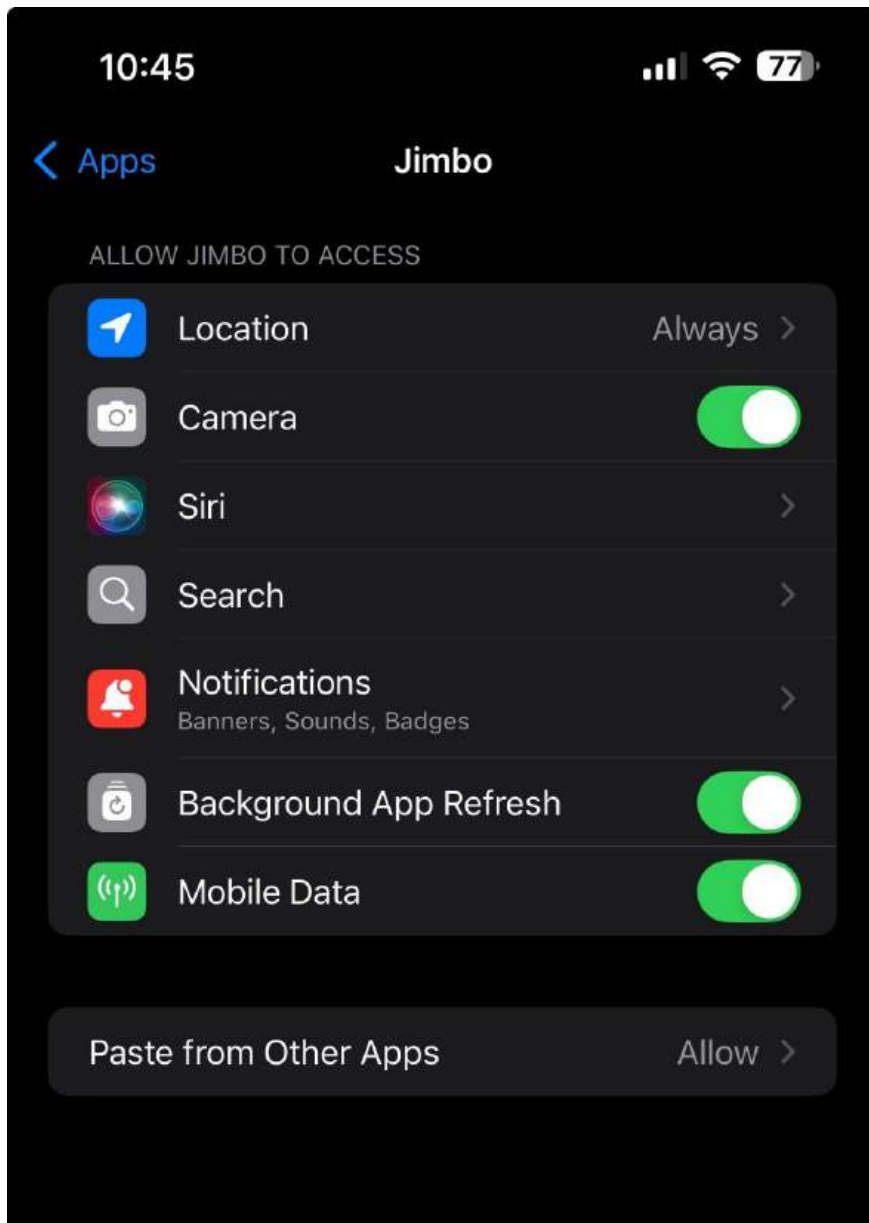 10:45
77
Apps
Jimbo
ALLOW JIMBO TO ACCESS
Location Always
Camera
Siri
Search
Notifications
Banners, Sounds, Badges
Background App Refresh
Mobile Data
Paste from Other Apps Allow